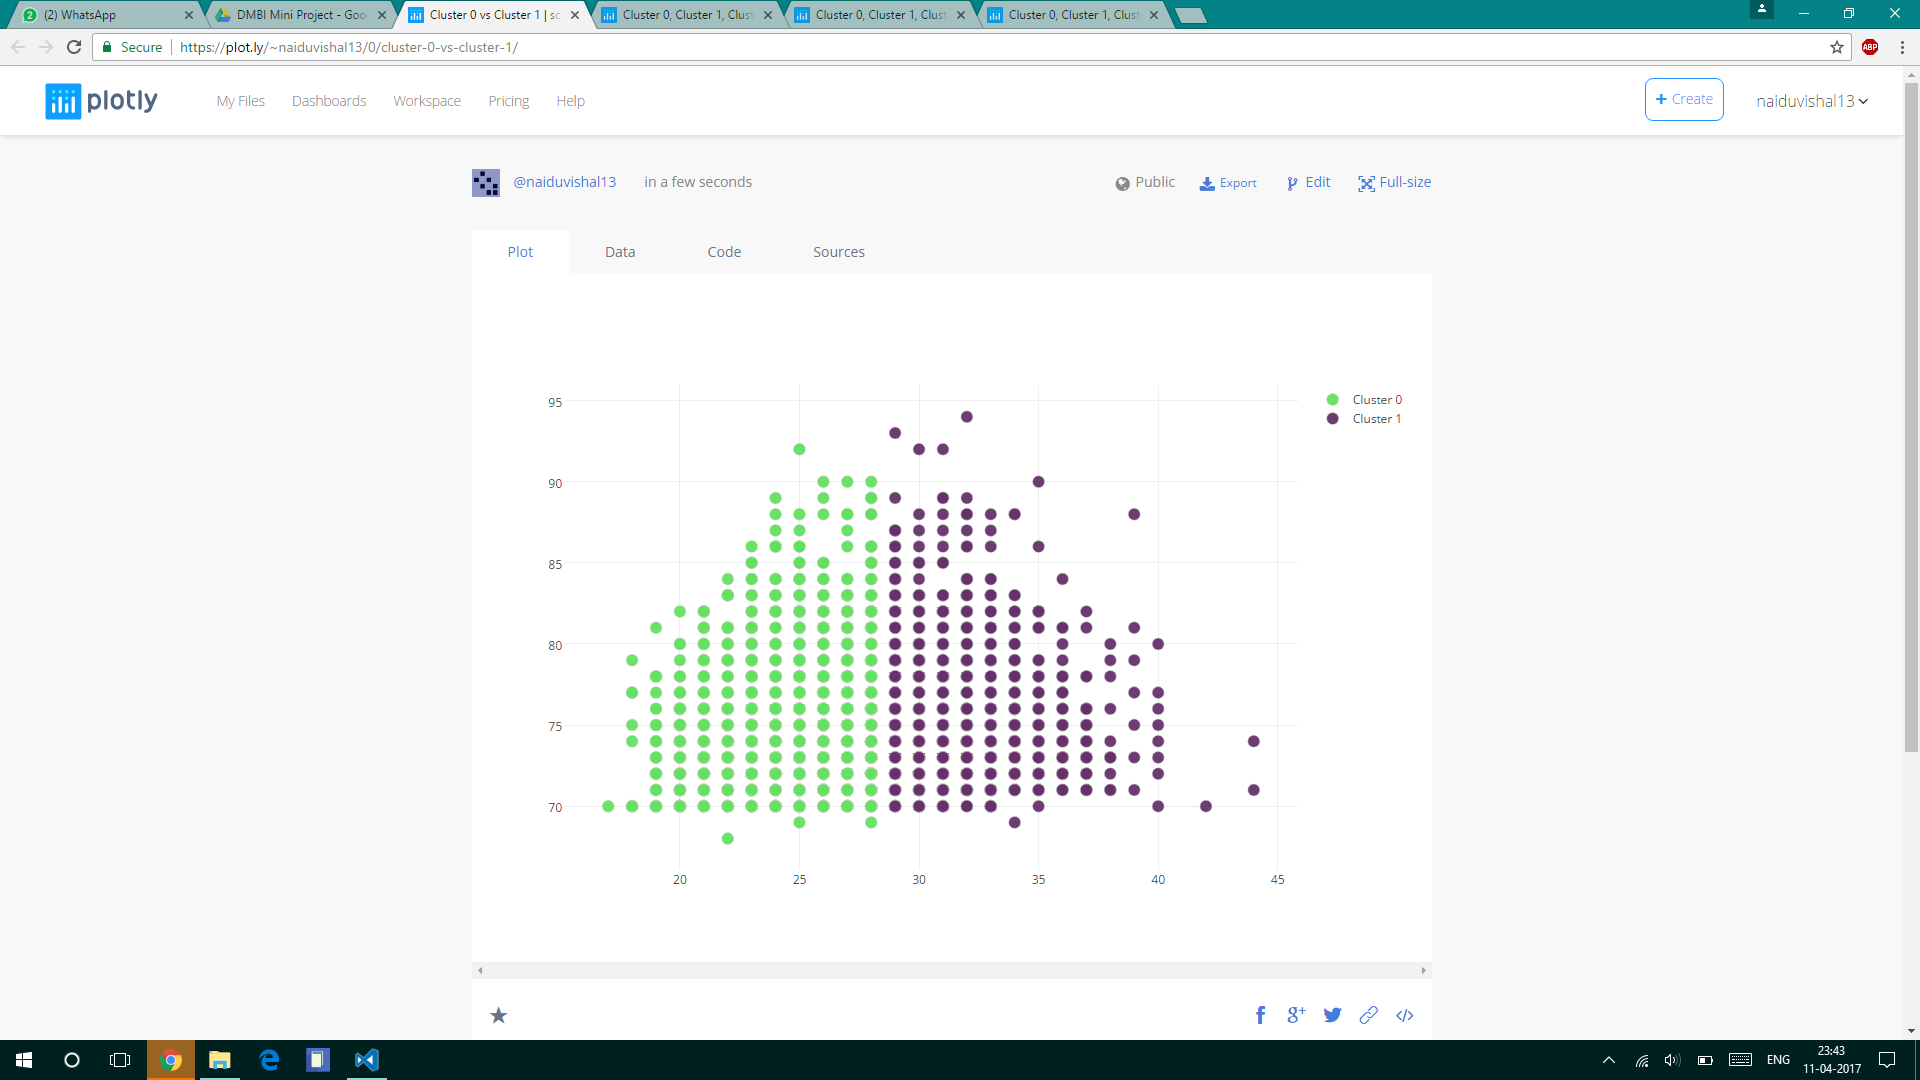 (2) WhatsApp
DMBI Mini Project - Goo
Cluster 0 vs Cluster 1 | sc
Cluster 0, Cluster 1, Clust
Cluster 0, Cluster 1, Clust
Cluster 0, Cluster 1, Clust
Secure
https://plot.ly/~naiduvishal13/0/cluster-0-vs-cluster-1/
ABP
plotly
My Files
Dashboards
Workspace
Pricing
Help
+ Create
naiduvishal13
@naiduvishal13
in a few seconds
Public
Export
Edit
Full-size
Plot
Data
Code
Sources
95
90
85
80
75
70
20
25
30
35
40
45
Cluster 0
Cluster 1
ENG
23:43
11-04-2017